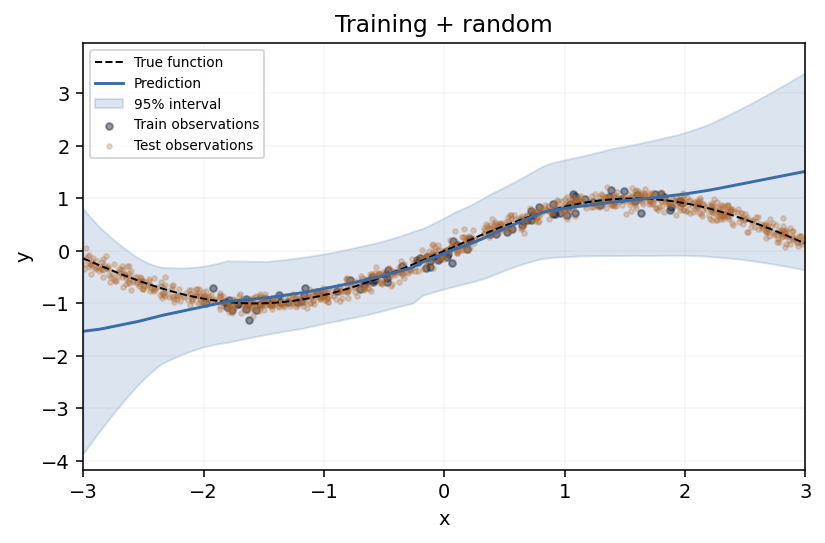 Training + random
True function
Prediction
95% interval
Train observations
Test observations
y
3
2
1
0
−1
−2
−3
−4
−3 −2 −1 0 1 2 3
x